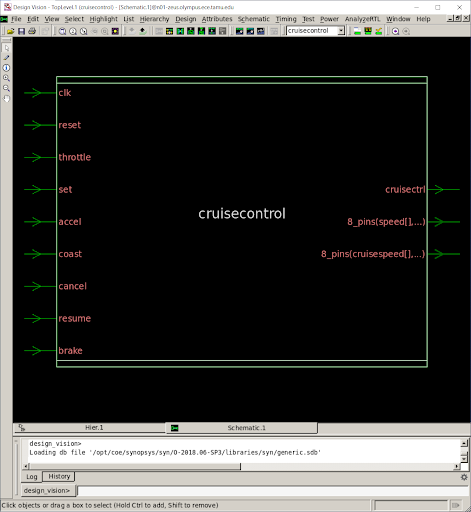 Design Vision - TopLevel.1 (cruisecontrol) - [Schematic.1]@n01-zeus.olympus.ece.tamu.edu
File Edit View Select Highlight List Hierarchy Design Attributes Schematic Timing Test Power AnalyzeRTL Window Help
cruisecontrol
clk
reset
throttle
set
cruisectrl
cruisecontrol
accel
8_pins(speed[],...)
coast
8_pins(cruisespeed[],...)
cancel
resume
brake
Hier.1
Schematic.1
design_vision>
Loading db file '/opt/coe/synopsys/syn/O-2018.06-SP3/libraries/syn/generic.sdb'
Log History
design_vision>
Click objects or drag a box to select (Hold Ctrl to add, Shift to remove)